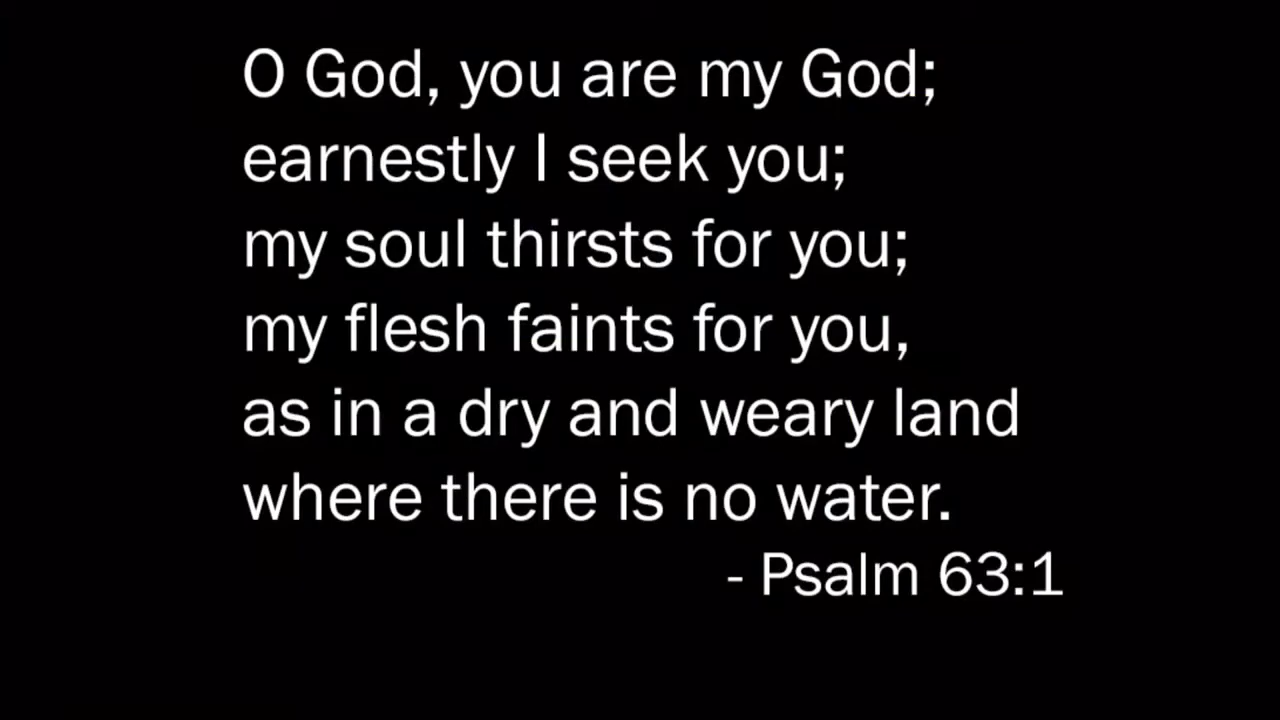 O God, you are my God;
earnestly I seek you;
my soul thirsts for you;
my flesh faints for you,
as in a dry and weary land
where there is no water.
- Psalm 63:1